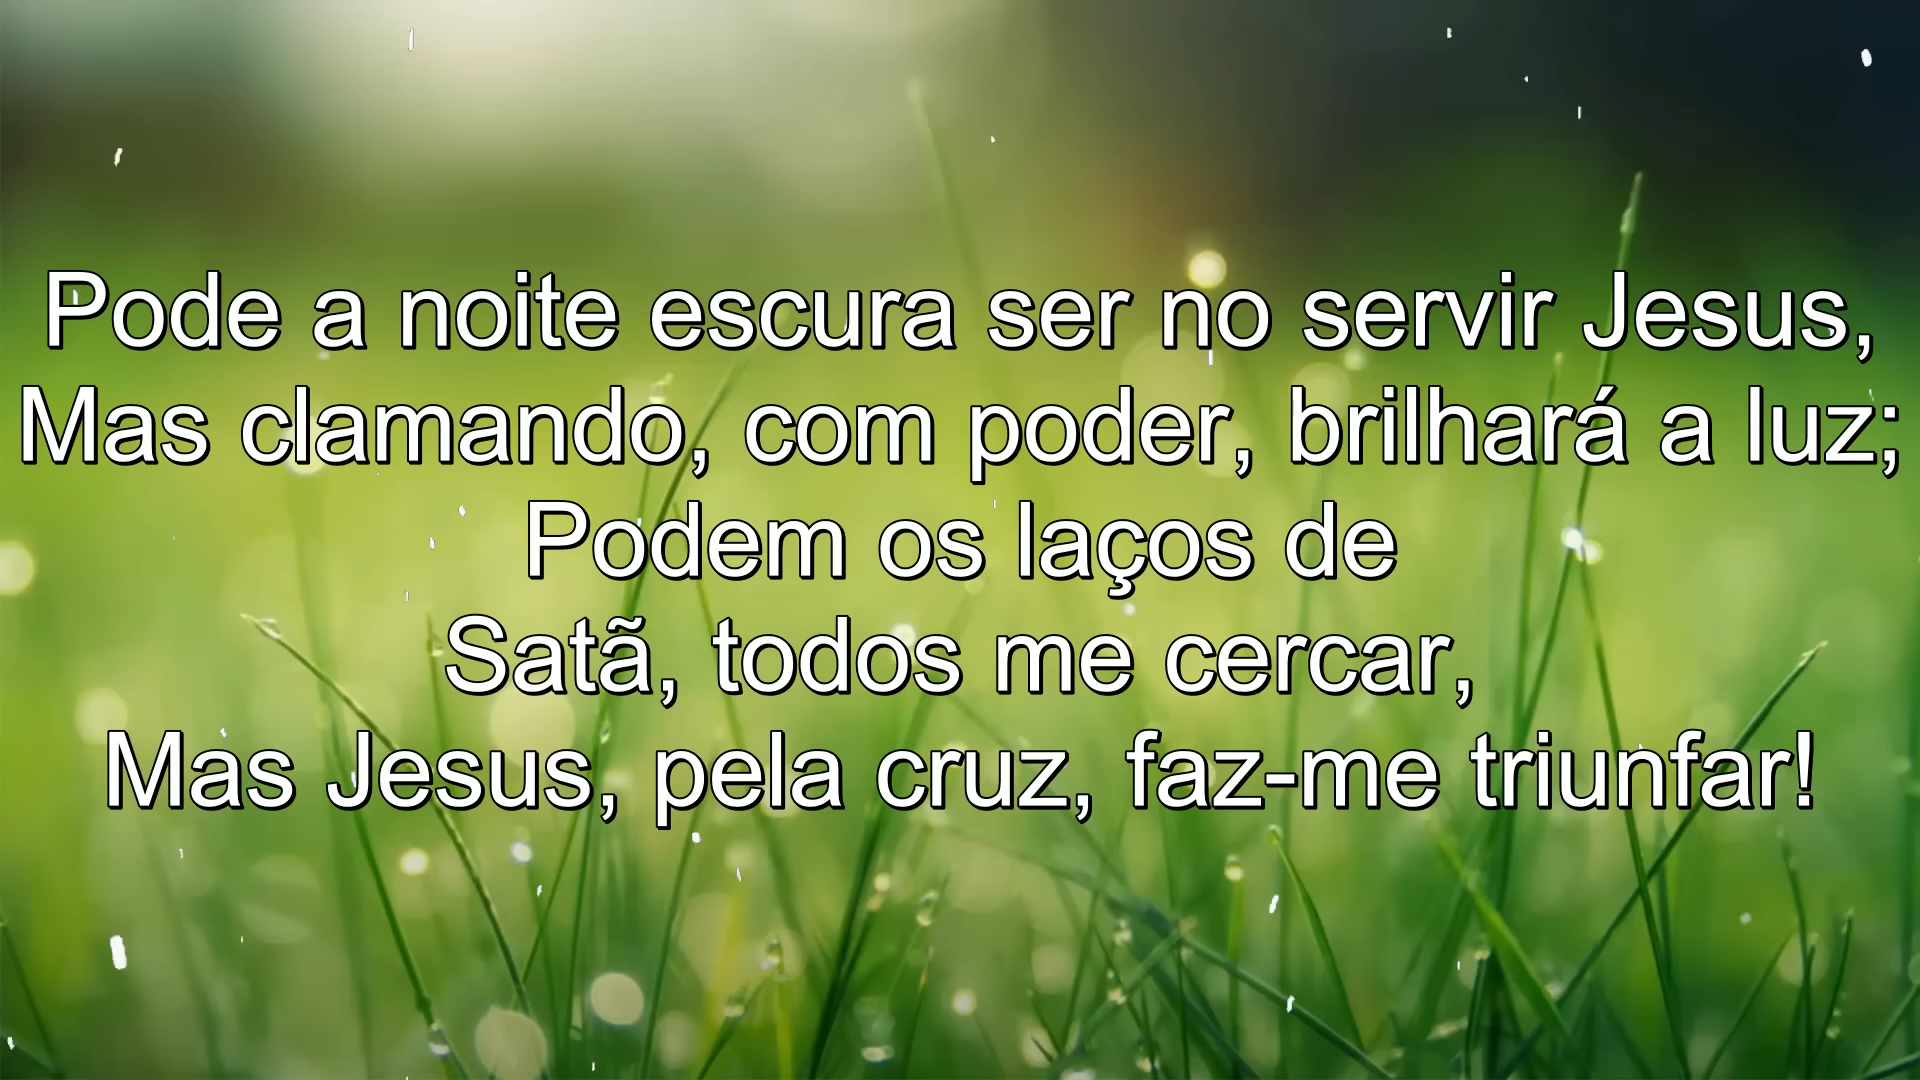 Pode a noite escura ser no servir Jesus,
Mas clamando, com poder, brilhará a luz;
Podem os laços de
Satã, todos me cercar,
Mas Jesus, pela cruz, faz-me triunfar!